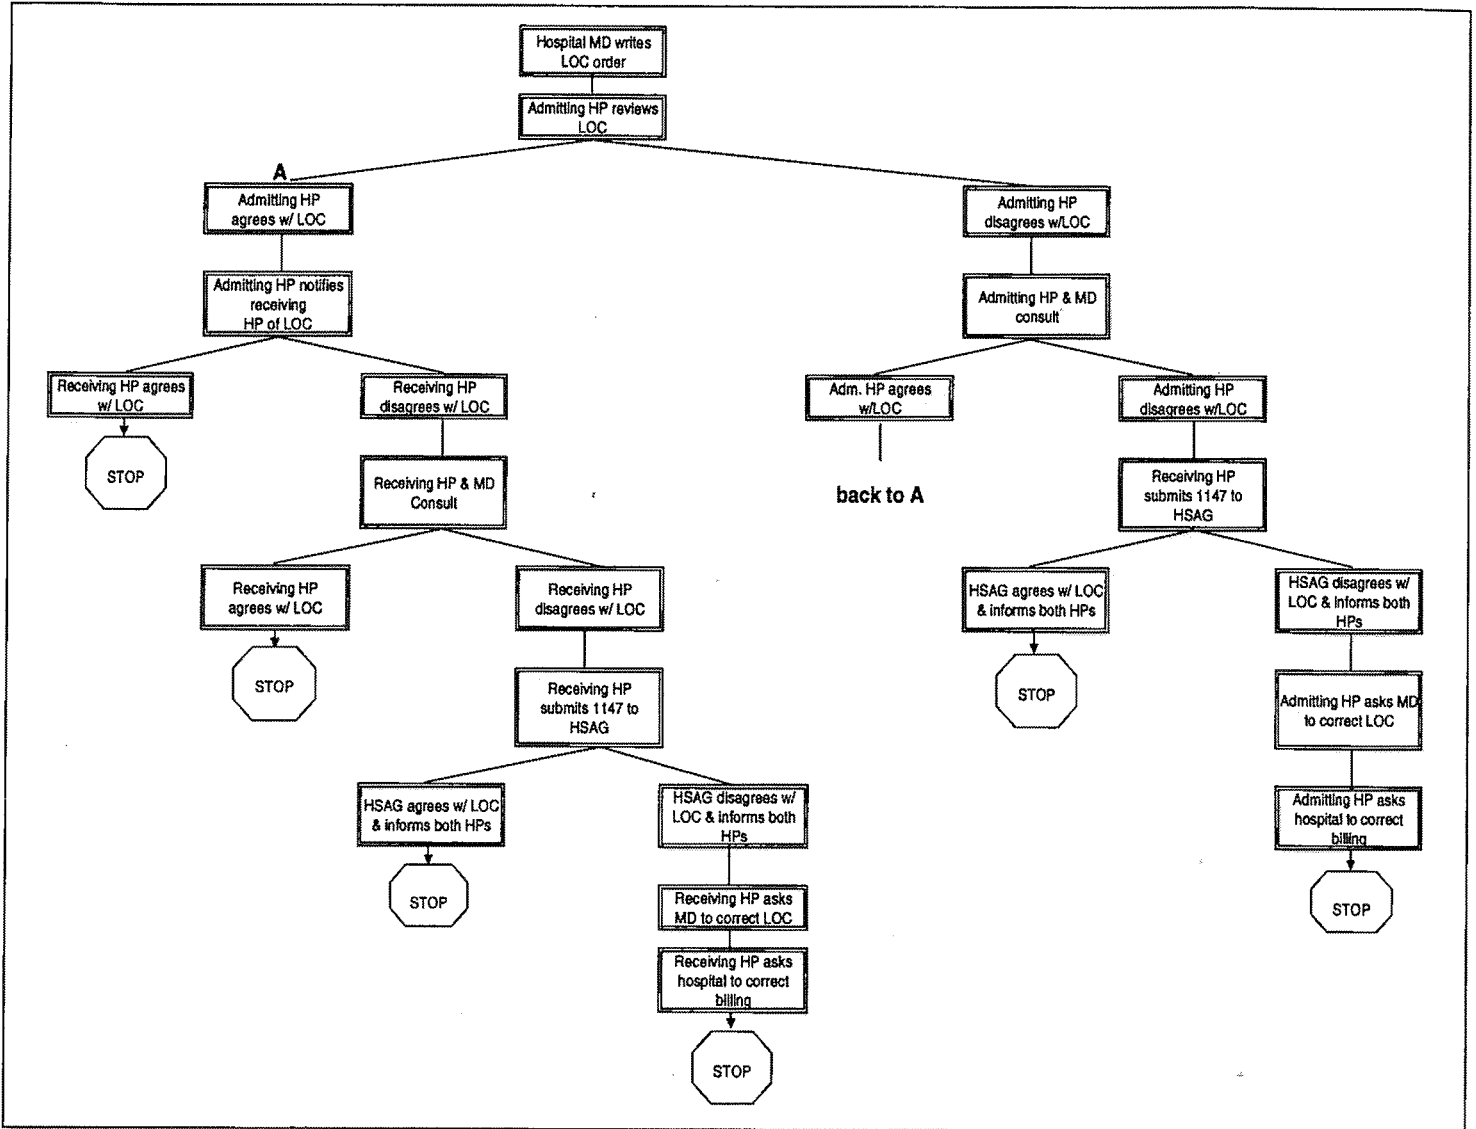 Hospital MD writes
LOC order
Admitting HP reviews
LOC
A
Admitting HP
agrees w/ LOC
Admitting HP
disagrees w/LOC
Admitting HP notifies
receiving
HP of LOC
Admitting HP & MD
consult
Receiving HP agrees
w/ LOC
Receiving HP
disagrees w/ LOC
Adm. HP agrees
w/LOC
Admitting HP
disagrees w/LOC
STOP
Receiving HP & MD
Consult
back to A
Receiving HP
submits 1147 to
HSAG
Receiving HP
agrees w/ LOC
Receiving HP
disagrees w/ LOC
HSAG agrees w/ LOC
& informs both HPs
HSAG disagrees w/
LOC & informs both
HPs
STOP
Receiving HP
submits 1147 to
HSAG
STOP
Admitting HP asks MD
to correct LOC
HSAG agrees w/ LOC
& informs both HPs
HSAG disagrees w/
LOC & informs both
HPs
Admitting HP asks
hospital to correct
billing
STOP
Receiving HP asks
MD to correct LOC
STOP
Receiving HP asks
hospital to correct
billing
STOP